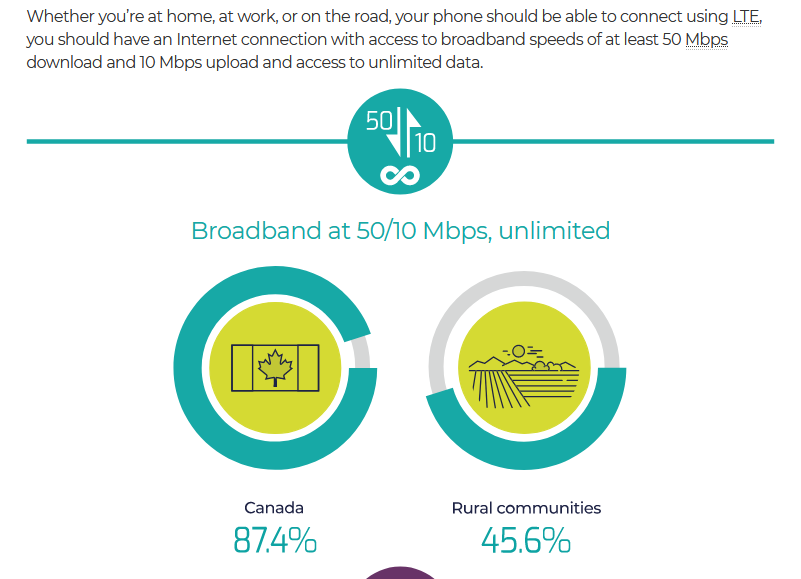 Whether you're at home, at work, or on the road, your phone should be able to connect using LTE,
you should have an Internet connection with access to broadband speeds of at least 50 Mbps
download and 10 Mbps upload and access to unlimited data.
50
10
∞
Broadband at 50/10 Mbps, unlimited
Canada
Rural communities
87.4%
45.6%